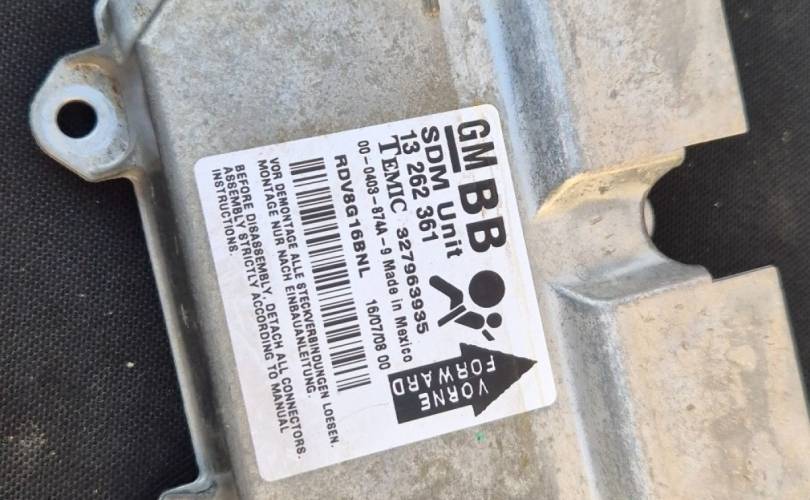 GM BB
SDM Unit
13 262 361
TEMIC 327963935
00-0409-874A-9 Made in Mexico
RDV8G16BNL 16/07/08 00
VOR DEMONTAGE ALLE STECKVERBINDUNGEN LOESEN.
MONTAGE NUR NACH EINBAUANLEITUNG.
BEFORE DISASSEMBLY, DETACH ALL CONNECTORS.
ASSEMBLY STRICTLY ACCORDING TO MANUAL
INSTRUCTIONS.
VORNE
FORWARD